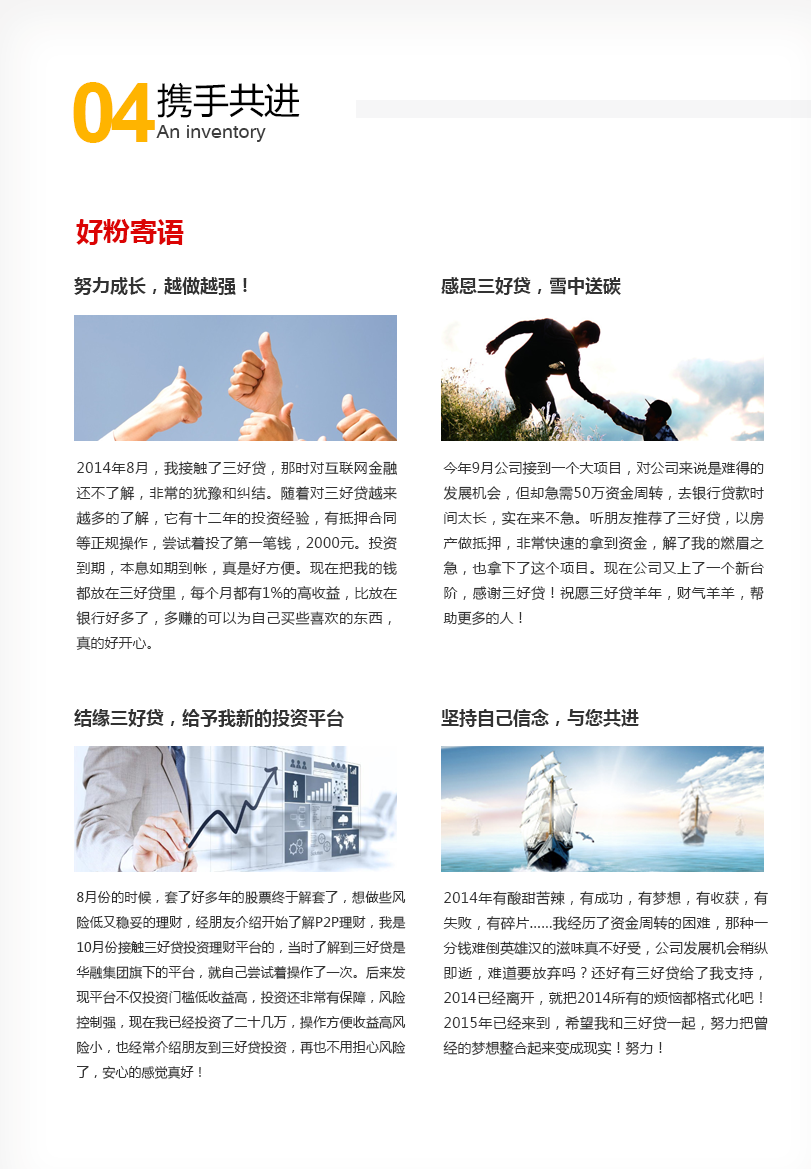 04 携手共进
An inventory
好粉寄语
努力成长，越做越强！
2014年8月，我接触了三好贷，那时对互联网金融
还不了解，非常的犹豫和纠结。随着对三好贷越来
越多的了解，它有十二年的投资经验，有抵押合同
等正规操作，尝试着投了第一笔钱，2000元。投资
到期，本息如期到帐，真是好方便。现在把我的钱
都放在三好贷里，每个月都有1%的高收益，比放在
银行好多了，多赚的可以为自己买些喜欢的东西，
真的好开心。
感恩三好贷，雪中送碳
今年9月公司接到一个大项目，对公司来说是难得的
发展机会，但却急需50万资金周转，去银行贷款时
间太长，实在来不急。听朋友推荐了三好贷，以房
产做抵押，非常快速的拿到资金，解了我的燃眉之
急，也拿下了这个项目。现在公司又上了一个新台
阶，感谢三好贷！祝愿三好贷羊年，财气羊羊，帮
助更多的人！
结缘三好贷，给予我新的投资平台
8月份的时候，套了好多年的股票终于解套了，想做些风
险低又稳妥的理财，经朋友介绍开始了解P2P理财，我是
10月份接触三好贷投资理财平台的，当时了解到三好贷是
华融集团旗下的平台，就自己尝试着操作了一次。后来发
现平台不仅投资门槛低收益高，投资还非常有保障，风险
控制强，现在我已经投资了二十几万，操作方便收益高风
险小，也经常介绍朋友到三好贷投资，再也不用担心风险
了，安心的感觉真好！
坚持自己信念，与您共进
2014年有酸甜苦辣，有成功，有梦想，有收获，有
失败，有碎片......我经历了资金周转的困难，那种一
分钱难倒英雄汉的滋味真不好受，公司发展机会稍纵
即逝，难道要放弃吗？还好有三好贷给了我支持，
2014已经离开，就把2014所有的烦恼都格式化吧！
2015年已经来到，希望我和三好贷一起，努力把曾
经的梦想整合起来变成现实！努力！